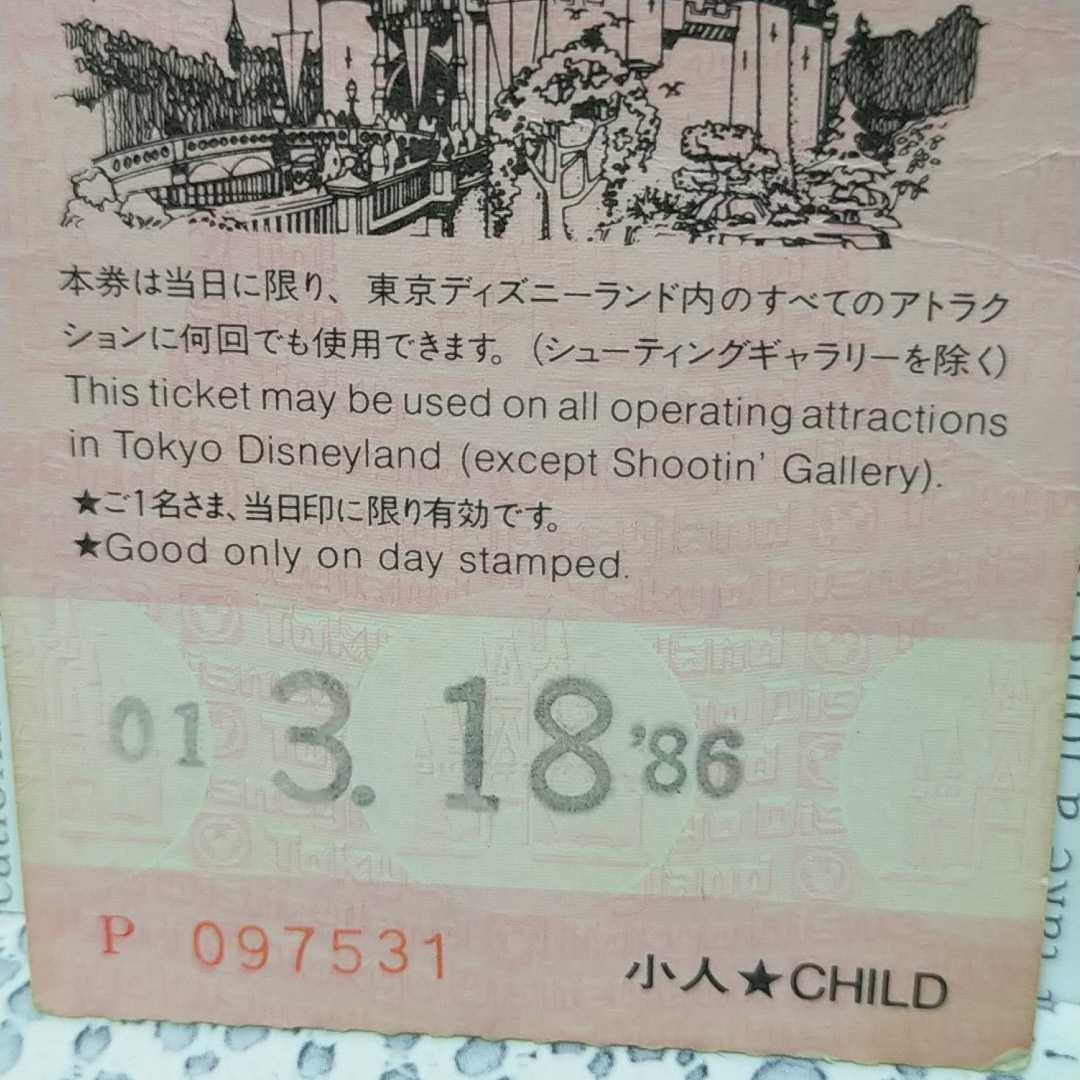 本券は当日に限り、東京ディズニーランド内のすべてのアトラク
ションに何回でも使用できます。(シューティングギャラリーを除く)
This ticket may be used on all operating attractions
in Tokyo Disneyland (except Shootin' Gallery).
★ご1名さま、当日印に限り有効です。
★Good only on day stamped.
01 3. 18 '86
P 097531
小人★CHILD
take a